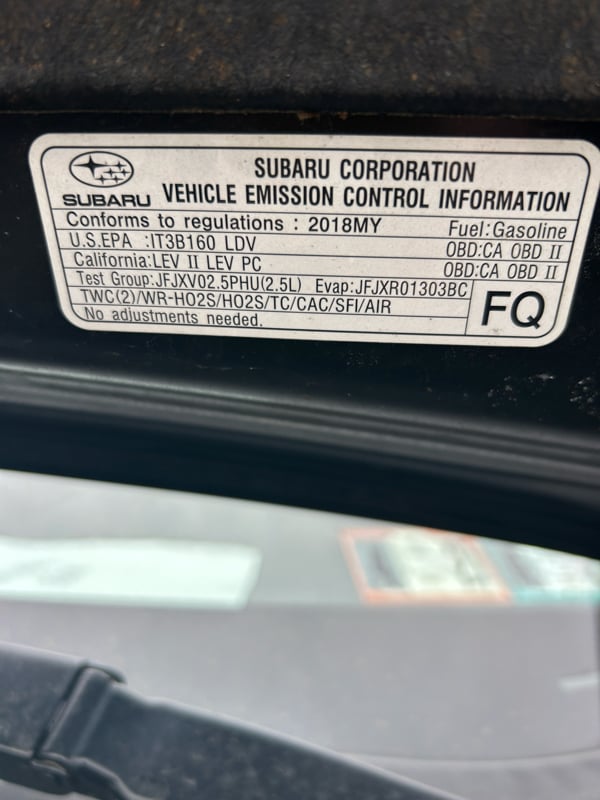 SUBARU
SUBARU CORPORATION
VEHICLE EMISSION CONTROL INFORMATION
Conforms to regulations : 2018MY Fuel:Gasoline
U.S.EPA :IT3B160 LDV OBD:CA OBD II
California:LEV II LEV PC OBD:CA OBD II
Test Group:JFJXV02.5PHU(2.5L) Evap:JFJXR01303BC
TWC(2)/WR-HO2S/HO2S/TC/CAC/SFI/AIR
No adjustments needed.
FQ